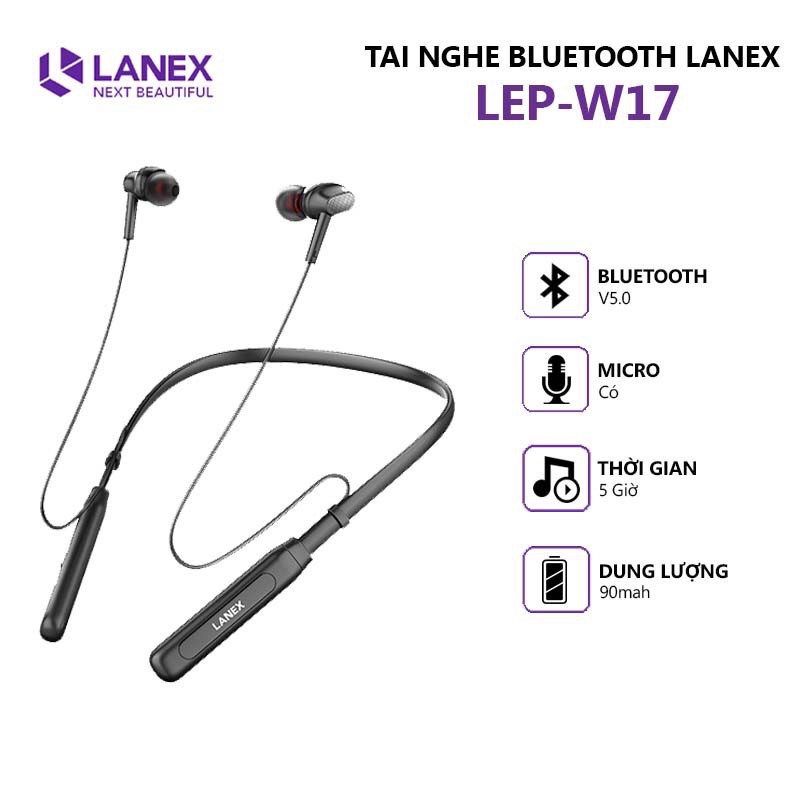 LANEX
NEXT BEAUTIFUL
TAI NGHE BLUETOOTH LANEX
LEP-W17
BLUETOOTH
V5.0
MICRO
Có
THỜI GIAN
5 Giờ
DUNG LƯỢNG
90mah
LANEX